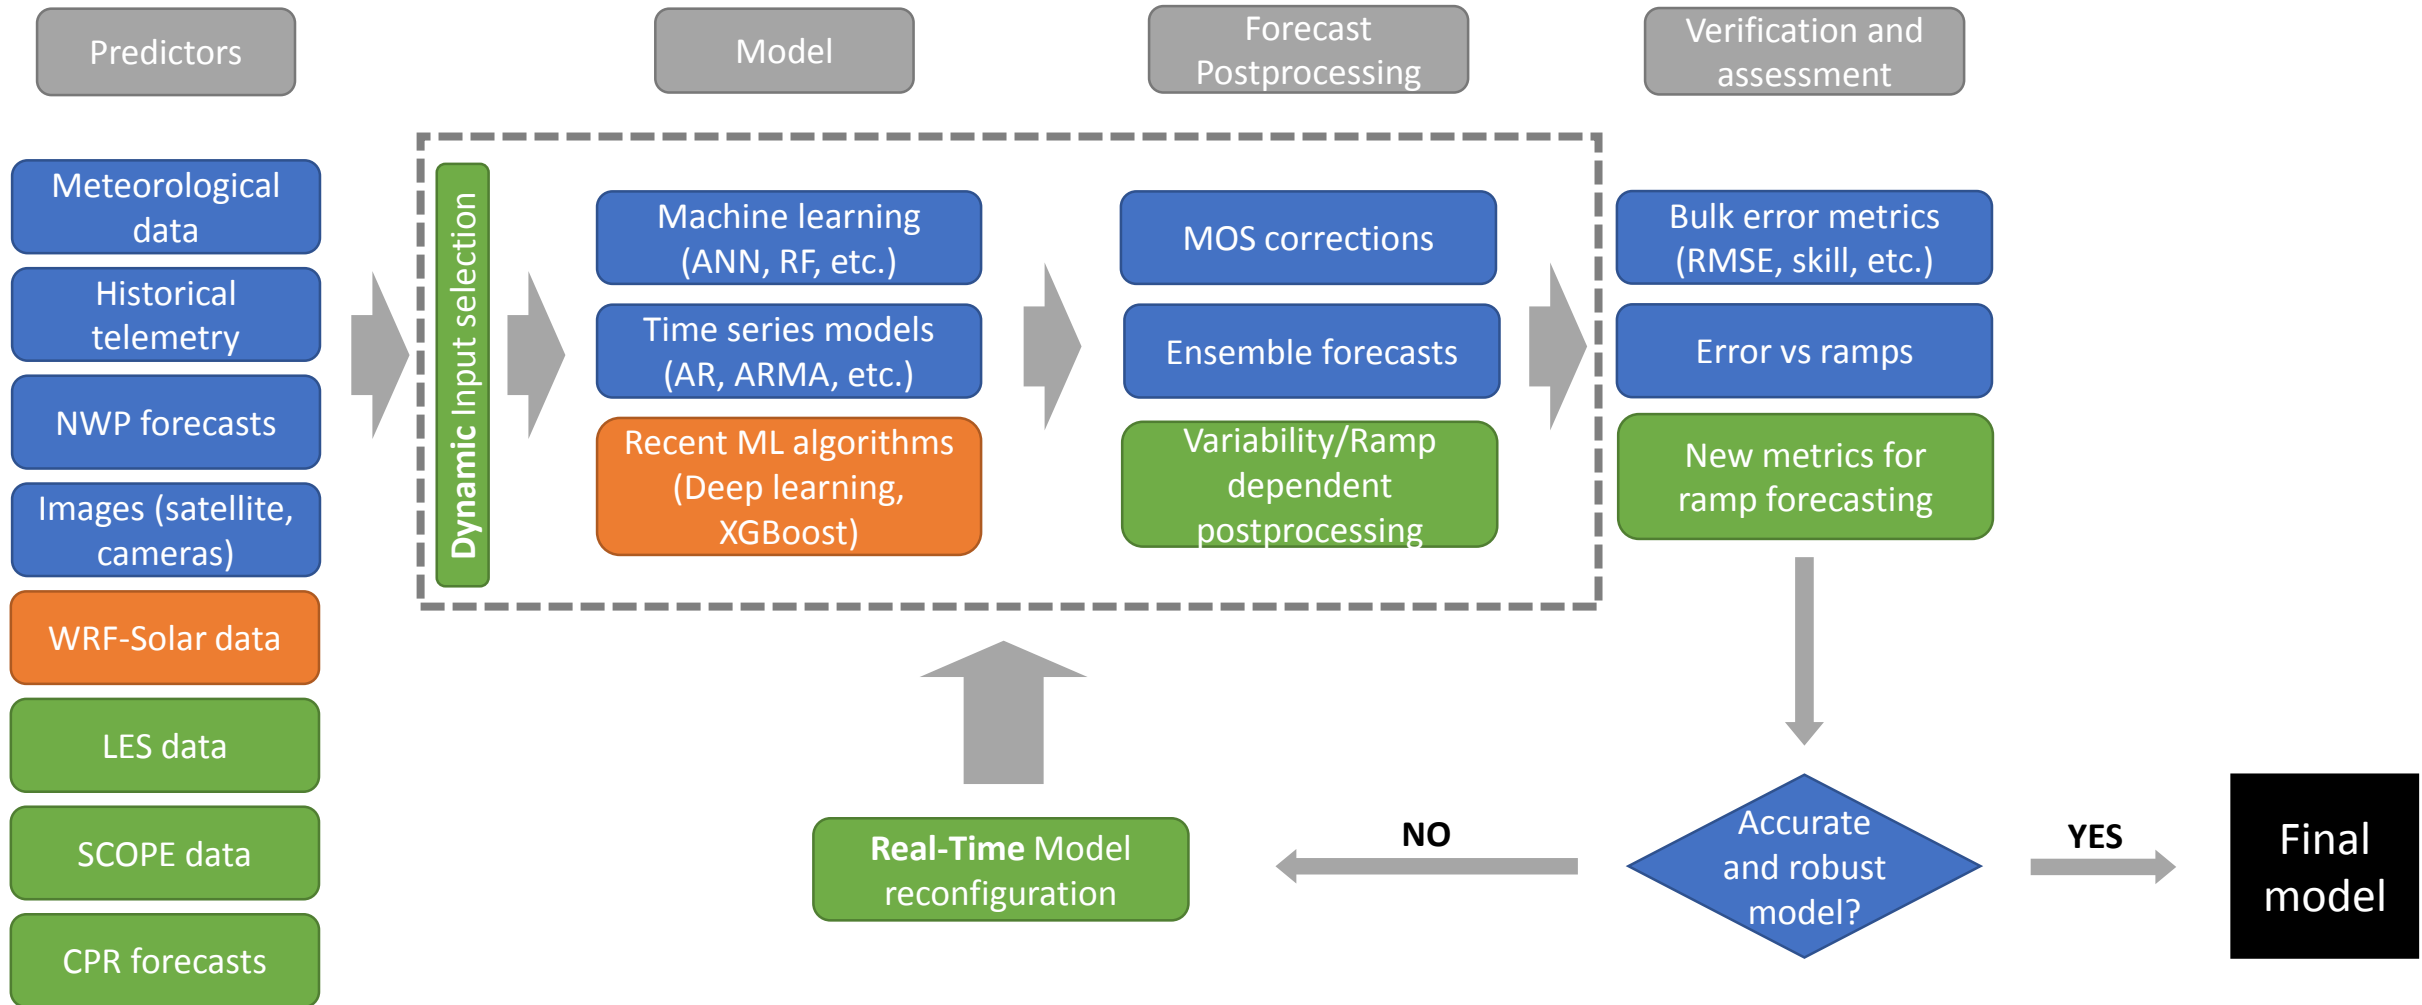 Predictors
Model
Forecast
Postprocessing
Verification and
assessment
Meteorological
data
Historical
telemetry
NWP forecasts
Images (satellite,
cameras)
WRF-Solar data
LES data
SCOPE data
CPR forecasts
Dynamic Input selection
Machine learning
(ANN, RF, etc.)
Time series models
(AR, ARMA, etc.)
Recent ML algorithms
(Deep learning,
XGBoost)
MOS corrections
Ensemble forecasts
Variability/Ramp
dependent
postprocessing
Bulk error metrics
(RMSE, skill, etc.)
Error vs ramps
New metrics for
ramp forecasting
Accurate
and robust
model?
NO
YES
Real-Time Model
reconfiguration
Final
model